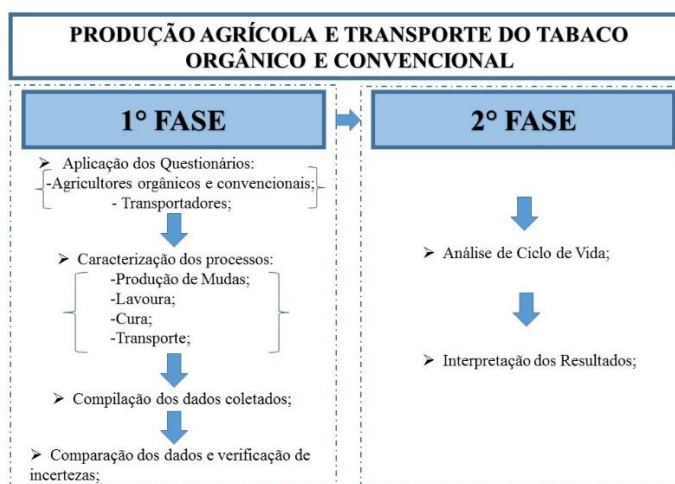 PRODUÇÃO AGRÍCOLA E TRANSPORTE DO TABACO
ORGÂNICO E CONVENCIONAL
1° FASE
➤ Aplicação dos Questionários:
-Agricultores orgânicos e convencionais;
- Transportadores;
➤ Caracterização dos processos:
-Produção de Mudas;
-Lavoura;
-Cura;
-Transporte;
➤ Compilação dos dados coletados;
➤ Comparação dos dados e verificação de
incertezas;
2° FASE
➤ Análise de Ciclo de Vida;
➤ Interpretação dos Resultados;